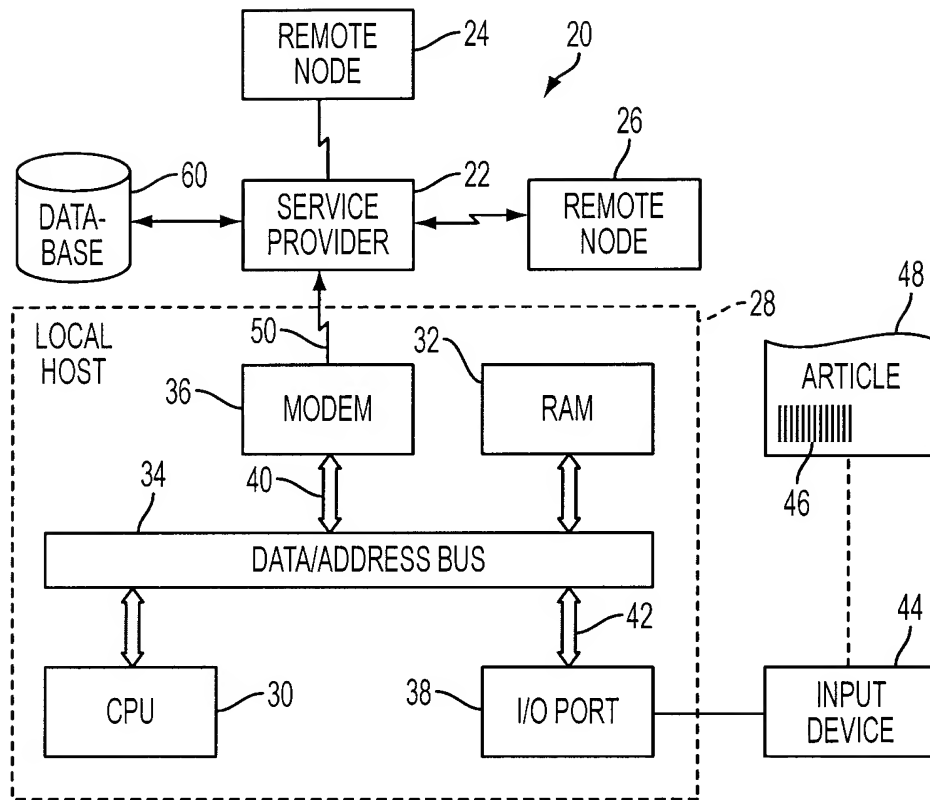 REMOTE
NODE
24
20
26
60
22
DATA-
BASE
SERVICE
PROVIDER
REMOTE
NODE
28
48
LOCAL
HOST
50
32
36
MODEM
RAM
ARTICLE
46
40
34
DATA/ADDRESS BUS
42
44
CPU
30
38
I/O PORT
INPUT
DEVICE